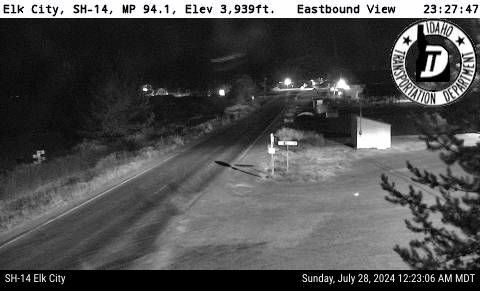 Elk City, SH-14, MP 94.1, Elev 3,939ft. Eastbound View 23:27:47
IDAHO
TRANSPORTATION DEPARTMENT
SH-14 Elk City Sunday, July 28, 2024 12:23:06 AM MDT